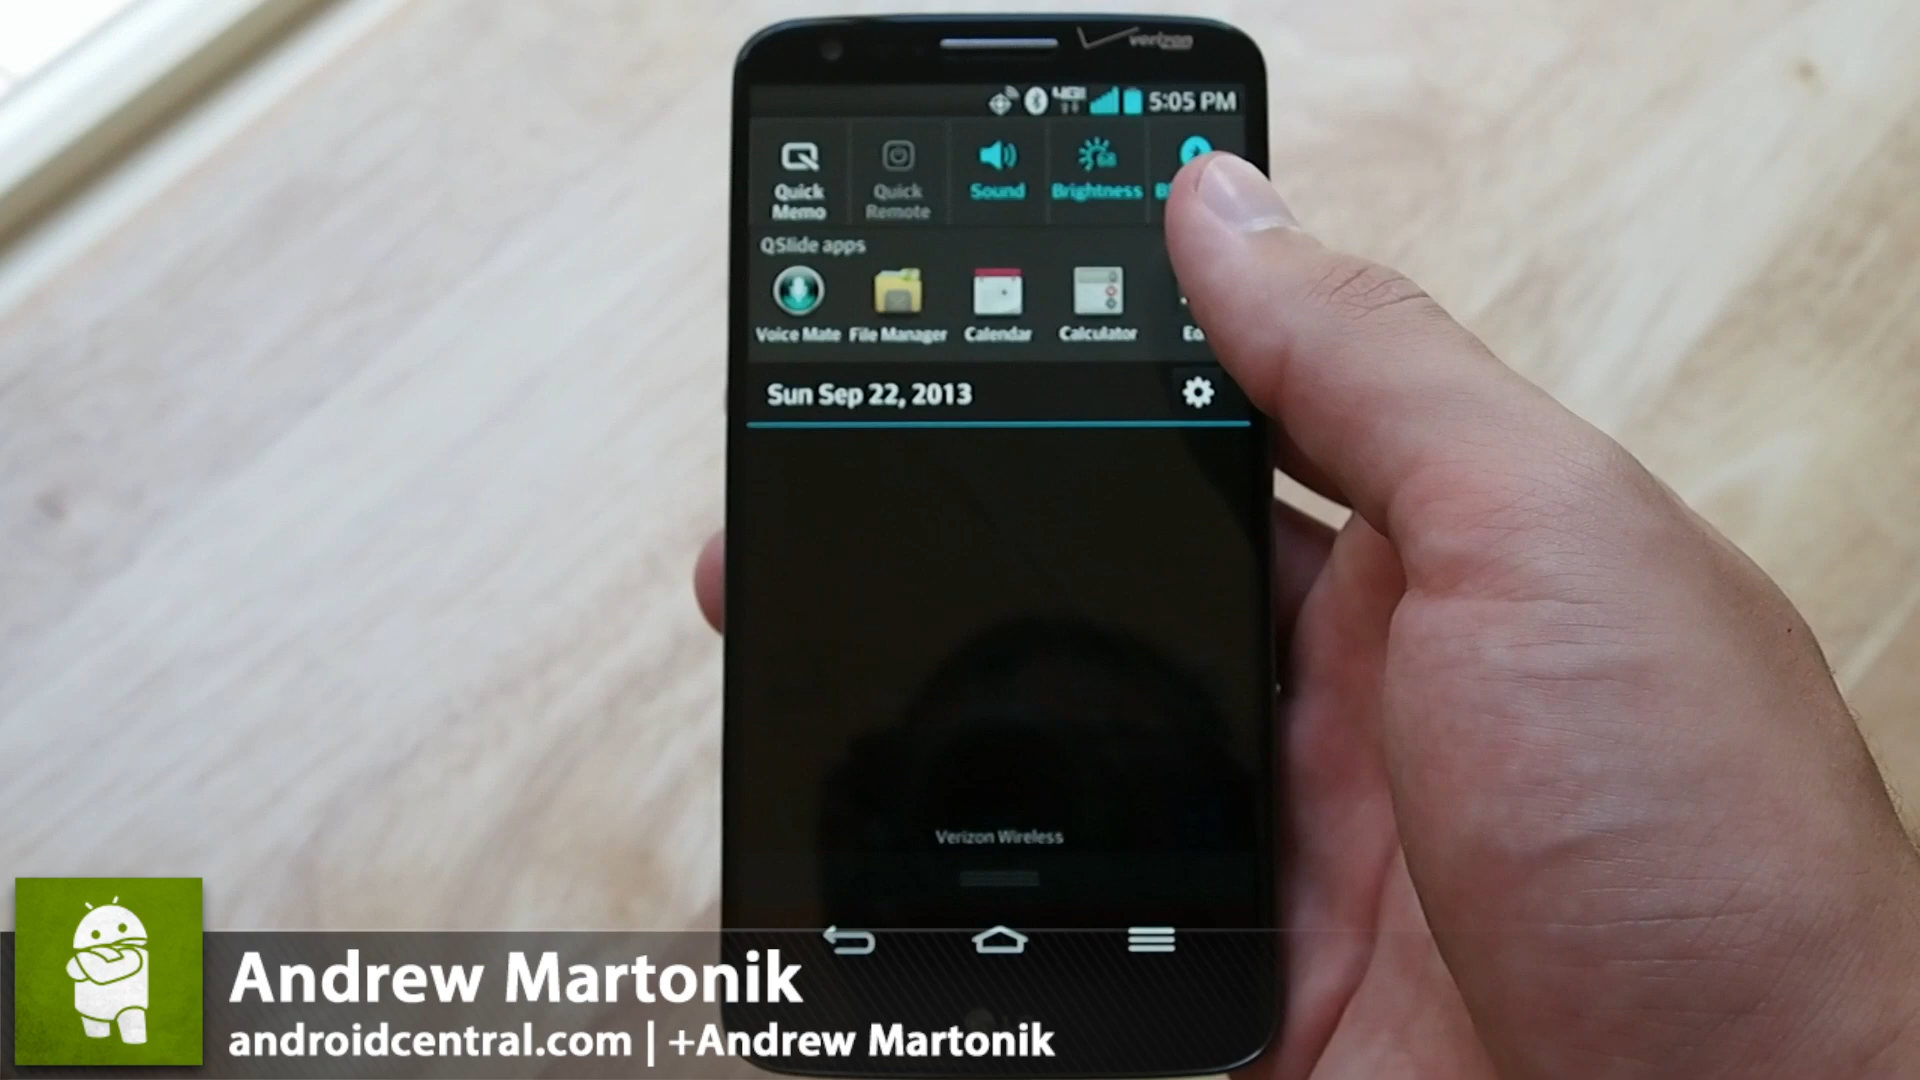 verizon
4G 5:05 PM
Quick Memo
Quick Remote
Sound
Brightness
QSlide apps
Voice Mate
File Manager
Calendar
Calculator
Sun Sep 22, 2013
Verizon Wireless
Andrew Martonik
androidcentral.com | +Andrew Martonik